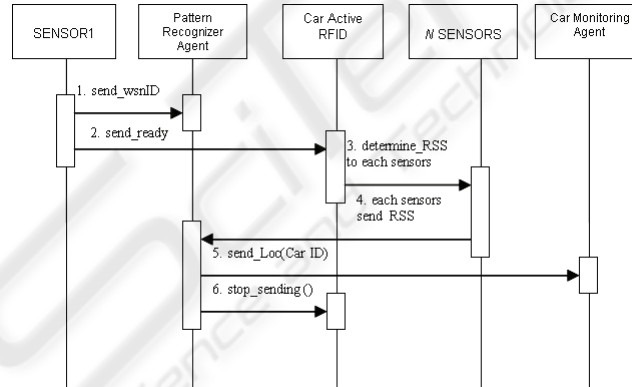 SENSOR1
Pattern
Recognizer
Agent
Car Active
RFID
N SENSORS
Car Monitoring
Agent
1. send_wsnID
2. send_ready
3. determine_RSS
to each sensors
4. each sensors
send RSS
5. send_Loc(Car ID)
6. stop_sending()